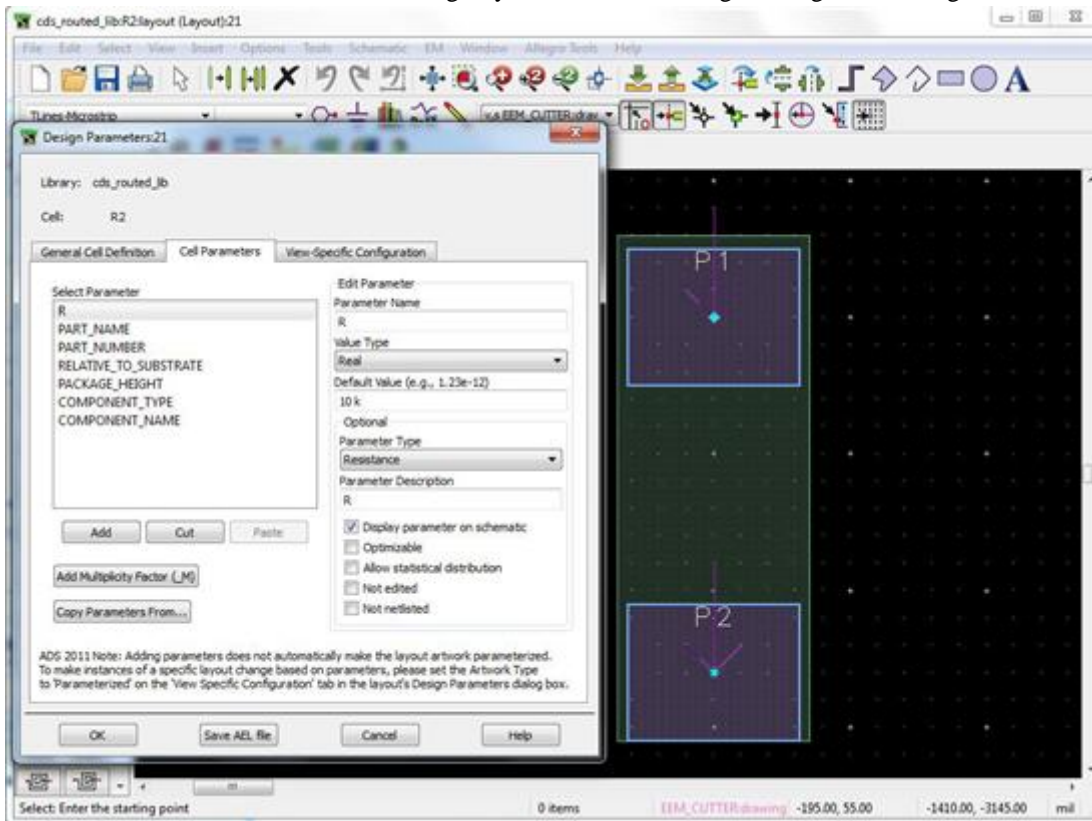 cds_routed_lib:R2:layout (Layout):21
File Edit Select View Insert Options Tools Schematic EM Window Allegro Tools Help
TLines-Microstrip
v,s EEM_CUTTER:draw
Design Parameters:21
Library: cds_routed_lib
Cell: R2
General Cell Definition Cell Parameters View-Specific Configuration
Select Parameter
R
PART_NAME
PART_NUMBER
RELATIVE_TO_SUBSTRATE
PACKAGE_HEIGHT
COMPONENT_TYPE
COMPONENT_NAME
Add Cut Paste
Add Multiplicity Factor (_M)
Copy Parameters From...
Edit Parameter
Parameter Name
R
Value Type
Real
Default Value (e.g., 1.23e-12)
10 k
Optional
Parameter Type
Resistance
Parameter Description
R
Display parameter on schematic
Optimizable
Allow statistical distribution
Not edited
Not netlisted
ADS 2011 Note: Adding parameters does not automatically make the layout artwork parameterized.
To make instances of a specific layout change based on parameters, please set the Artwork Type
to 'Parameterized' on the 'View Specific Configuration' tab in the layout's Design Parameters dialog box.
OK Save AEL file Cancel Help
P1
P2
Select: Enter the starting point 0 items EEM_CUTTER:drawing -195.00, 55.00 -1410.00, -3145.00 mil